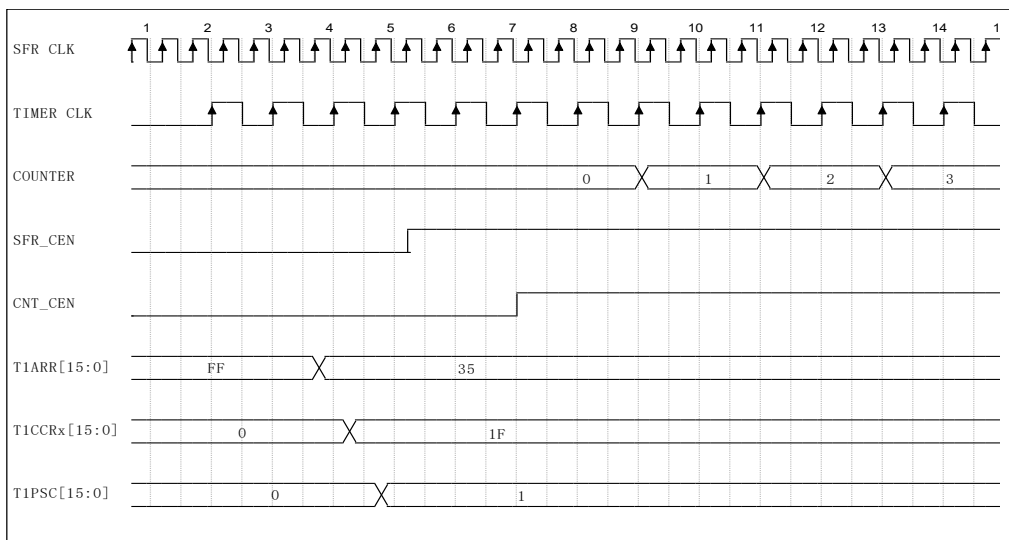 1 2 3 4 5 6 7 8 9 10 11 12 13 14 1
SFR CLK
TIMER CLK
COUNTER 0 1 2 3
SFR_CEN
CNT_CEN
T1ARR[15:0] FF 35
T1CCRx[15:0] 0 1F
T1PSC[15:0] 0 1